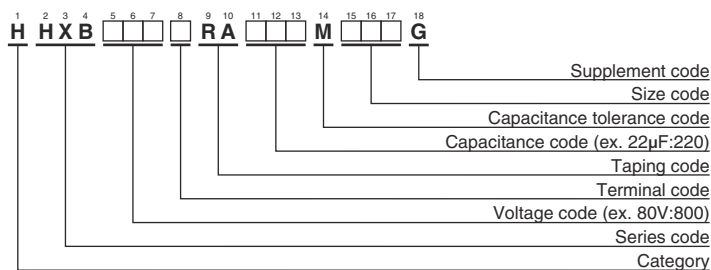 1 2 3 4 5 6 7 8 9 10 11 12 13 14 15 16 17 18
H H X B R A M G
Supplement code
Size code
Capacitance tolerance code
Capacitance code (ex. 22µF:220)
Taping code
Terminal code
Voltage code (ex. 80V:800)
Series code
Category